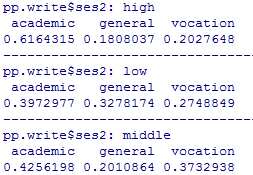 pp.write$ses2: high
academic general vocation
0.6164315 0.1808037 0.2027648
------------------------------------
pp.write$ses2: low
academic general vocation
0.3972977 0.3278174 0.2748849
------------------------------------
pp.write$ses2: middle
academic general vocation
0.4256198 0.2010864 0.3732938